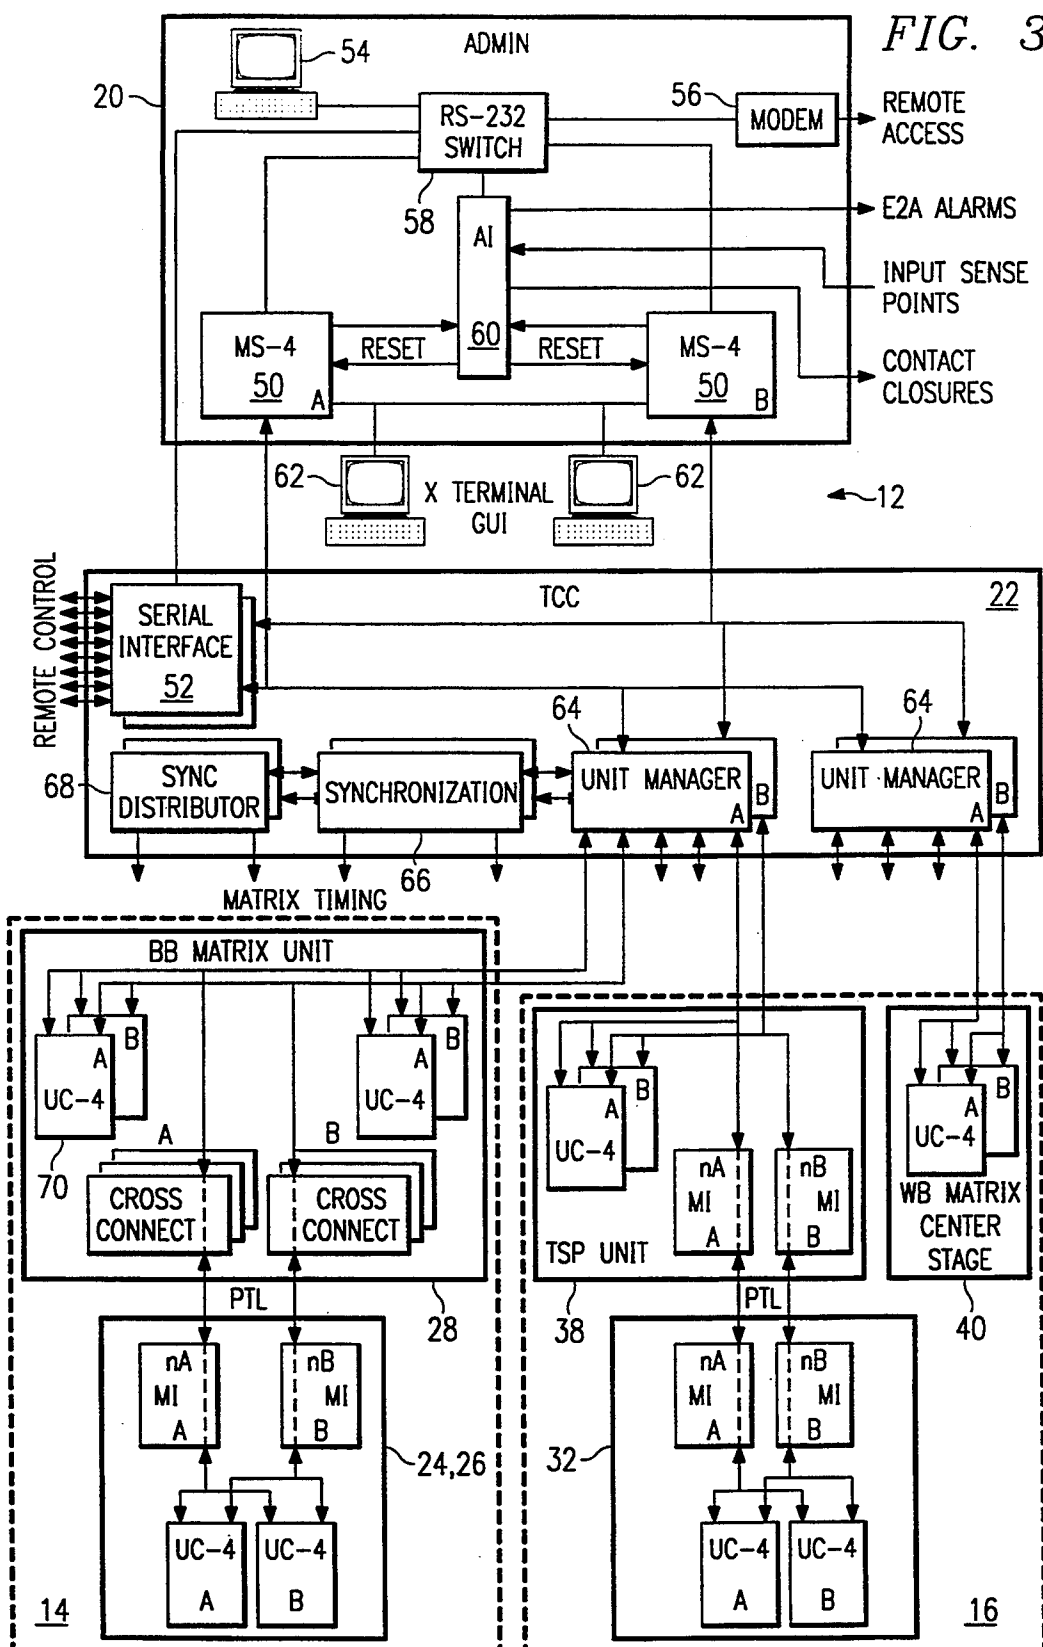 FIG. 3
ADMIN
54
20
56
RS-232
SWITCH
MODEM
REMOTE
ACCESS
58
E2A ALARMS
AI
INPUT SENSE
POINTS
60
MS-4
50
A
RESET
RESET
MS-4
50
B
CONTACT
CLOSURES
62
X TERMINAL
GUI
62
12
REMOTE CONTROL
TCC
22
SERIAL
INTERFACE
52
64
64
68
SYNC
DISTRIBUTOR
SYNCHRONIZATION
UNIT MANAGER
A
B
UNIT MANAGER
A
B
66
MATRIX TIMING
BB MATRIX UNIT
A
B
UC-4
A
B
UC-4
70
A
B
CROSS
CONNECT
CROSS
CONNECT
A
B
UC-4
nA
MI
A
nB
MI
B
TSP UNIT
A
B
UC-4
WB MATRIX
CENTER
STAGE
PTL
28
38
PTL
40
nA
MI
A
nB
MI
B
24,26
nA
MI
A
nB
MI
B
32
UC-4
A
UC-4
B
UC-4
A
UC-4
B
14
16